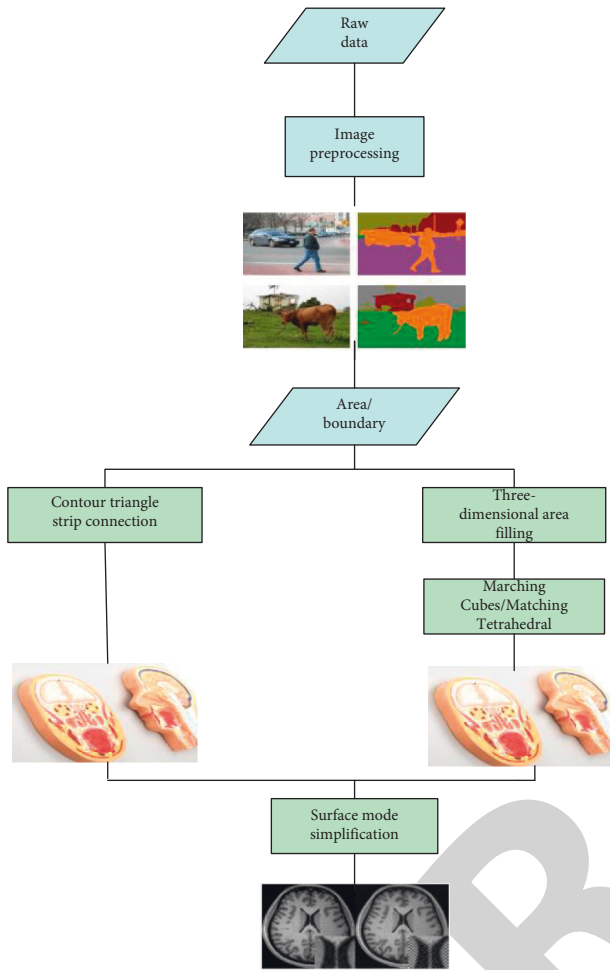 Raw
data
Image
preprocessing
Area/
boundary
Contour triangle
strip connection
Three-
dimensional area
filling
Marching
Cubes/Matching
Tetrahedral
Surface mode
simplification
R